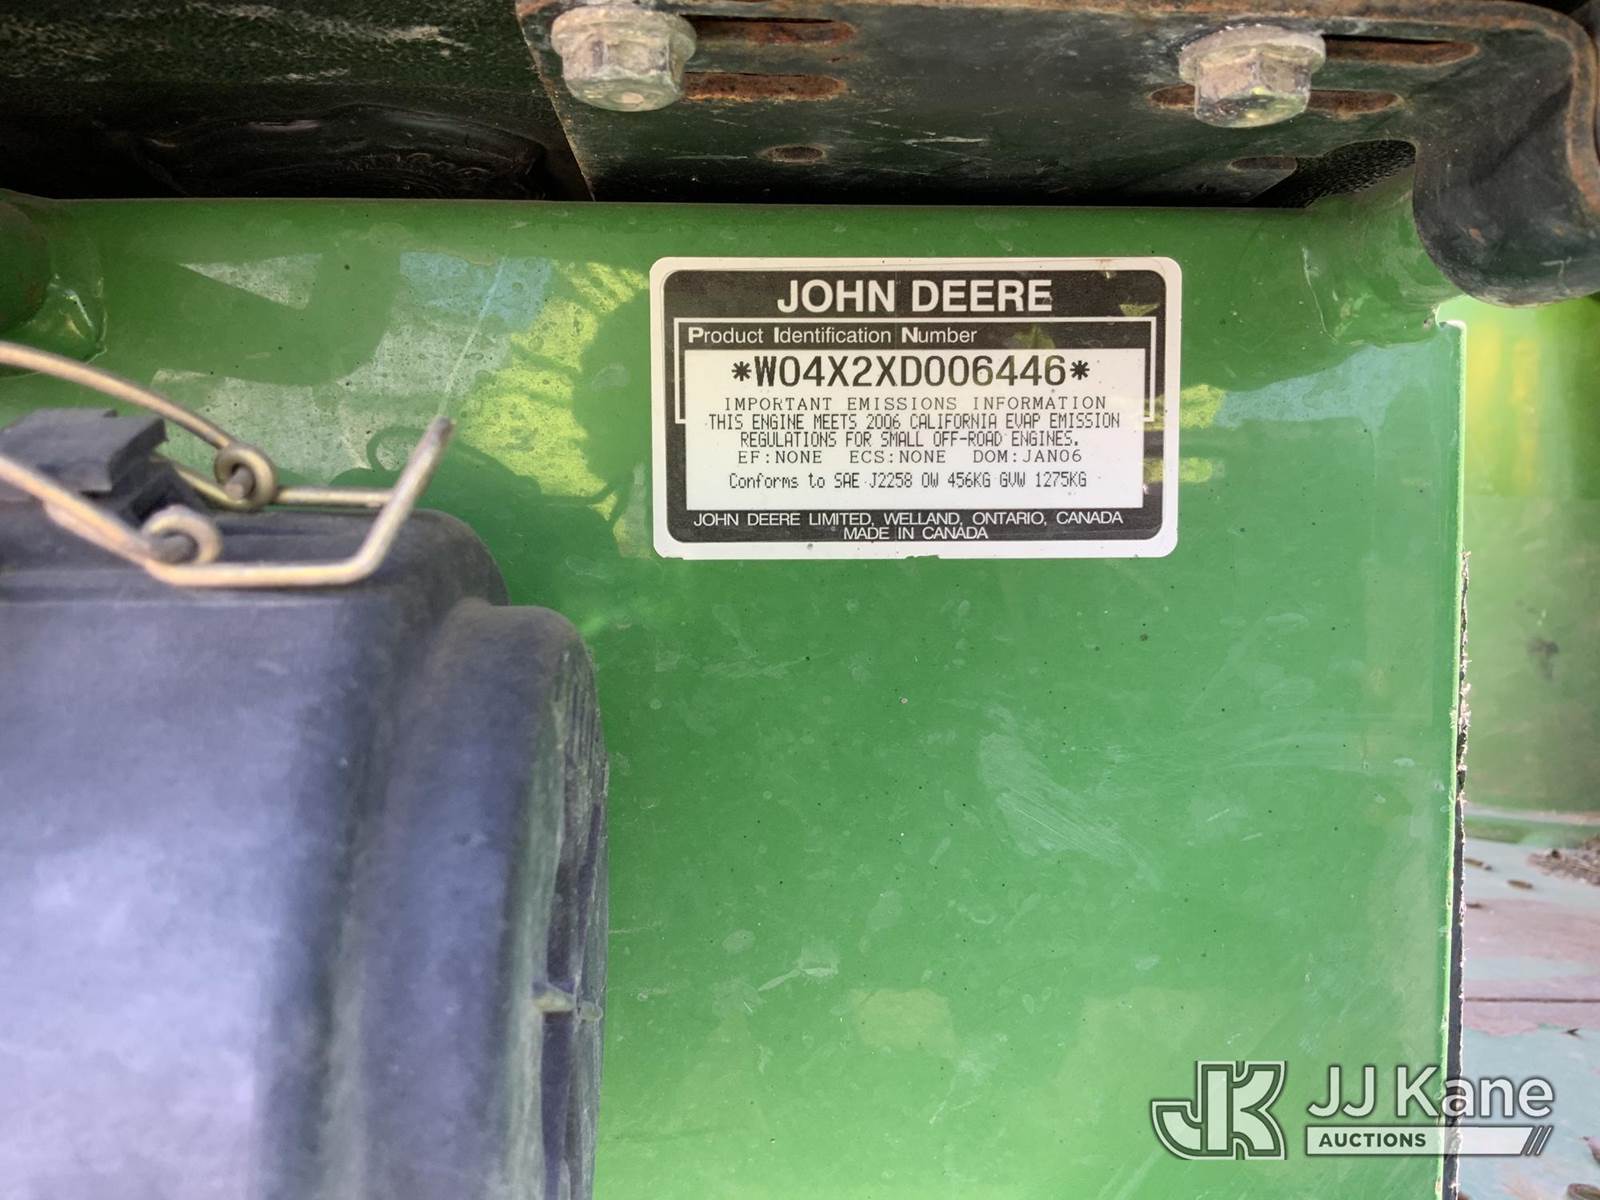 JOHN DEERE
Product Identification Number
*W04X2XD006446*
IMPORTANT EMISSIONS INFORMATION
THIS ENGINE MEETS 2006 CALIFORNIA EVAP EMISSION
REGULATIONS FOR SMALL OFF-ROAD ENGINES.
EF:NONE ECS:NONE DOM:JAN06
Conforms to SAE J2258 OW 456KG GVW 1275KG
JOHN DEERE LIMITED, WELLAND, ONTARIO, CANADA
MADE IN CANADA
JK JJ Kane
AUCTIONS